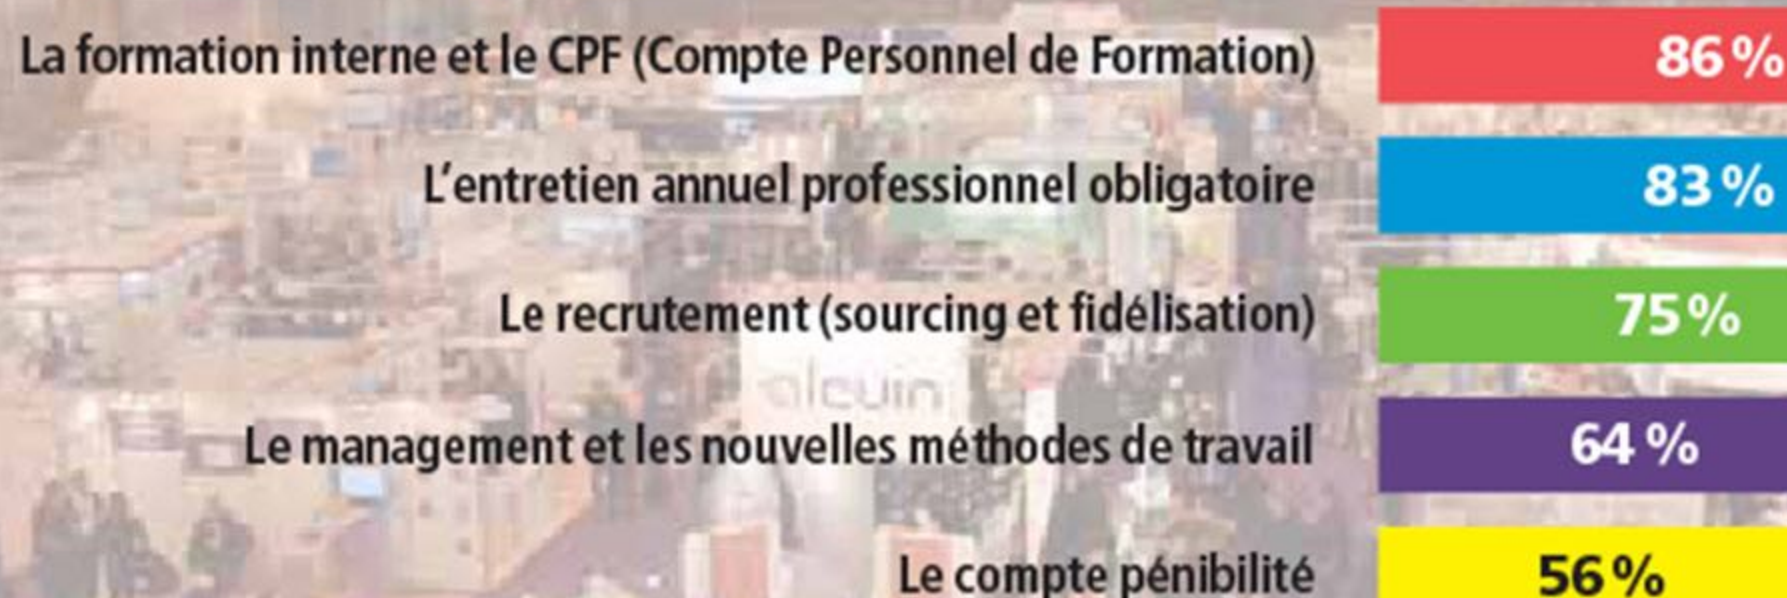 La formation interne et le CPF (Compte Personnel de Formation) 86 %
L'entretien annuel professionnel obligatoire 83 %
Le recrutement (sourcing et fidélisation) 75 %
alcuin
Le management et les nouvelles méthodes de travail 64 %
Le compte pénibilité 56 %